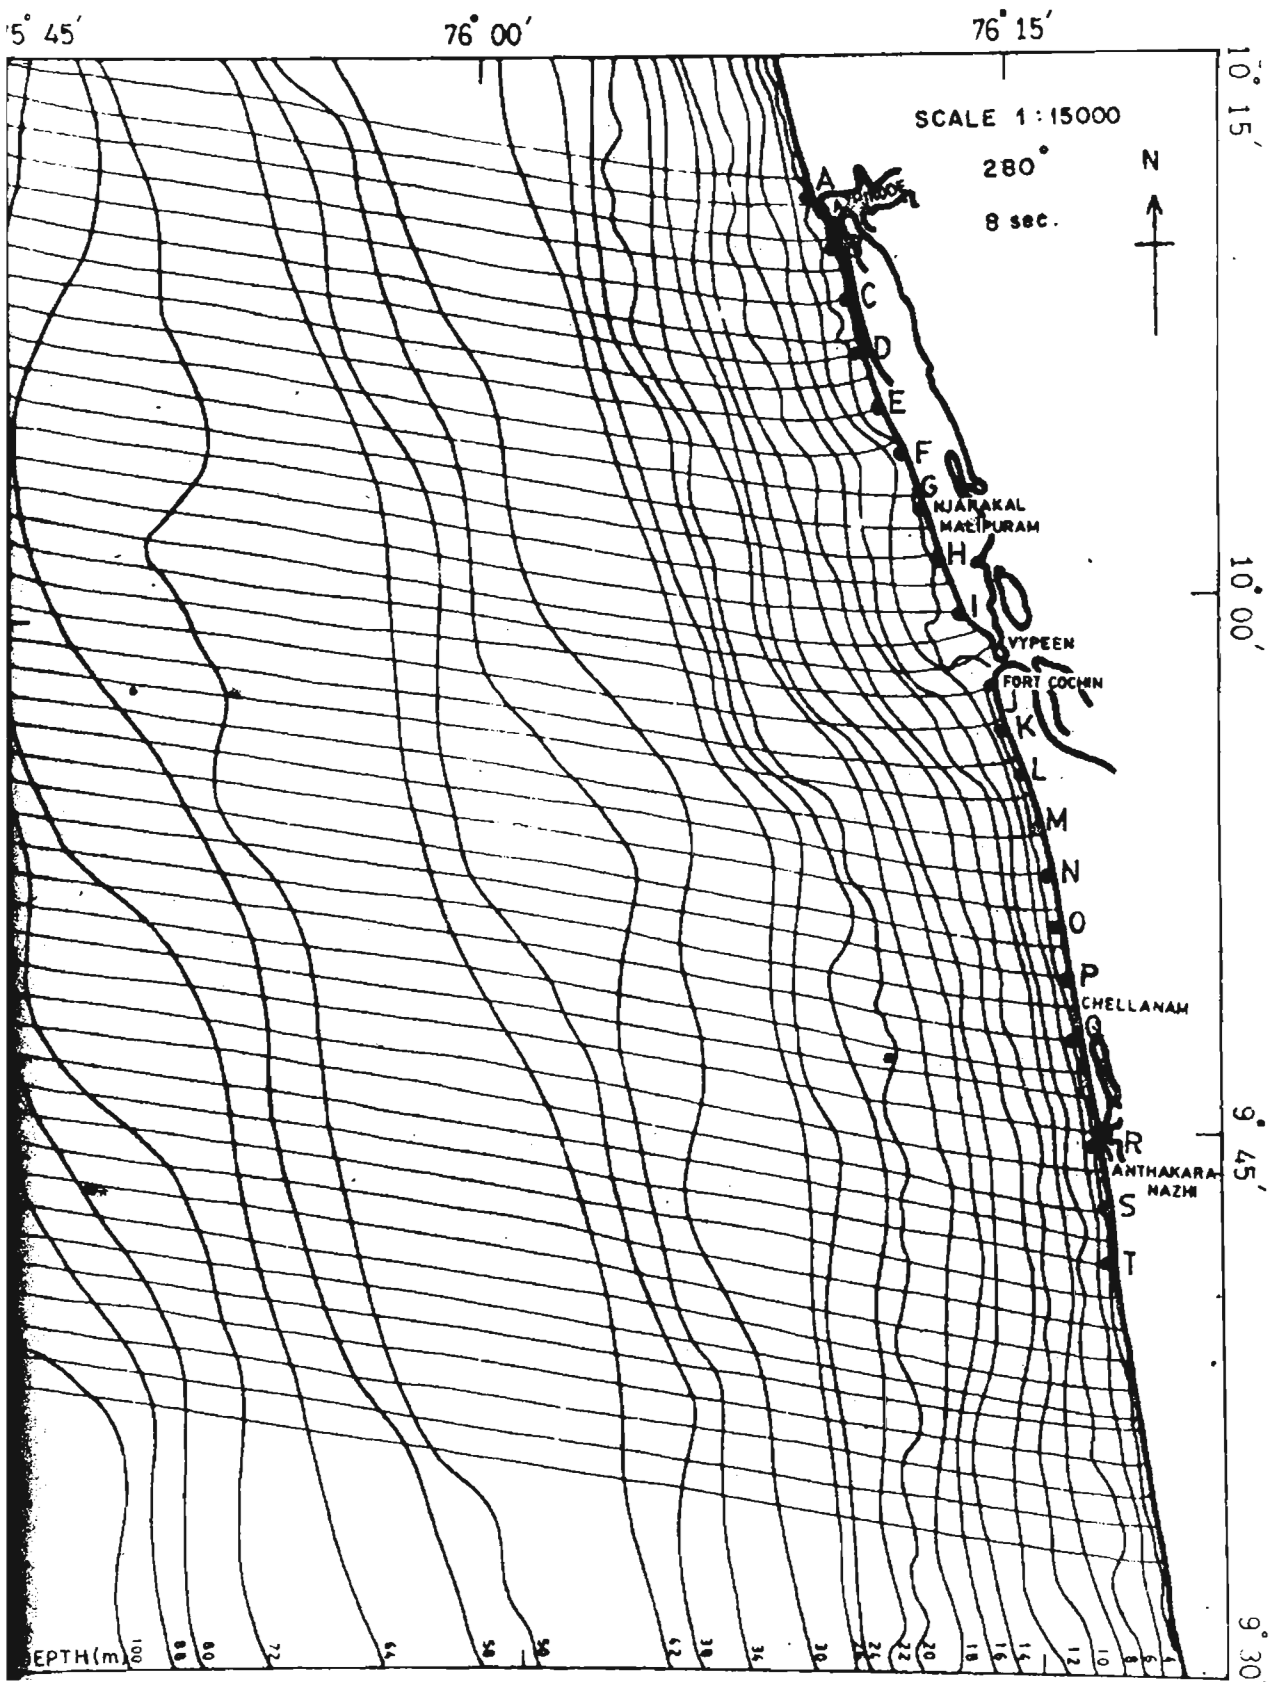 5° 45′
76° 00′
76° 15′
10° 15′
SCALE 1:15000
280°
8 sec.
N
A
C
D
E
F
G
NJARAKAL
MALIPURAM
H
10° 00′
I
VYPEEN
FORT COCHIN
J
K
L
M
N
O
P
CHELLANAM
Q
9° 45′
R
ANTHAKARA
NAZHI
S
T
9° 30′
EPTH(m) 100 88 80 72 64 58 50 42 38 34 30 26 24 22 20 18 16 14 12 10 8 6 4